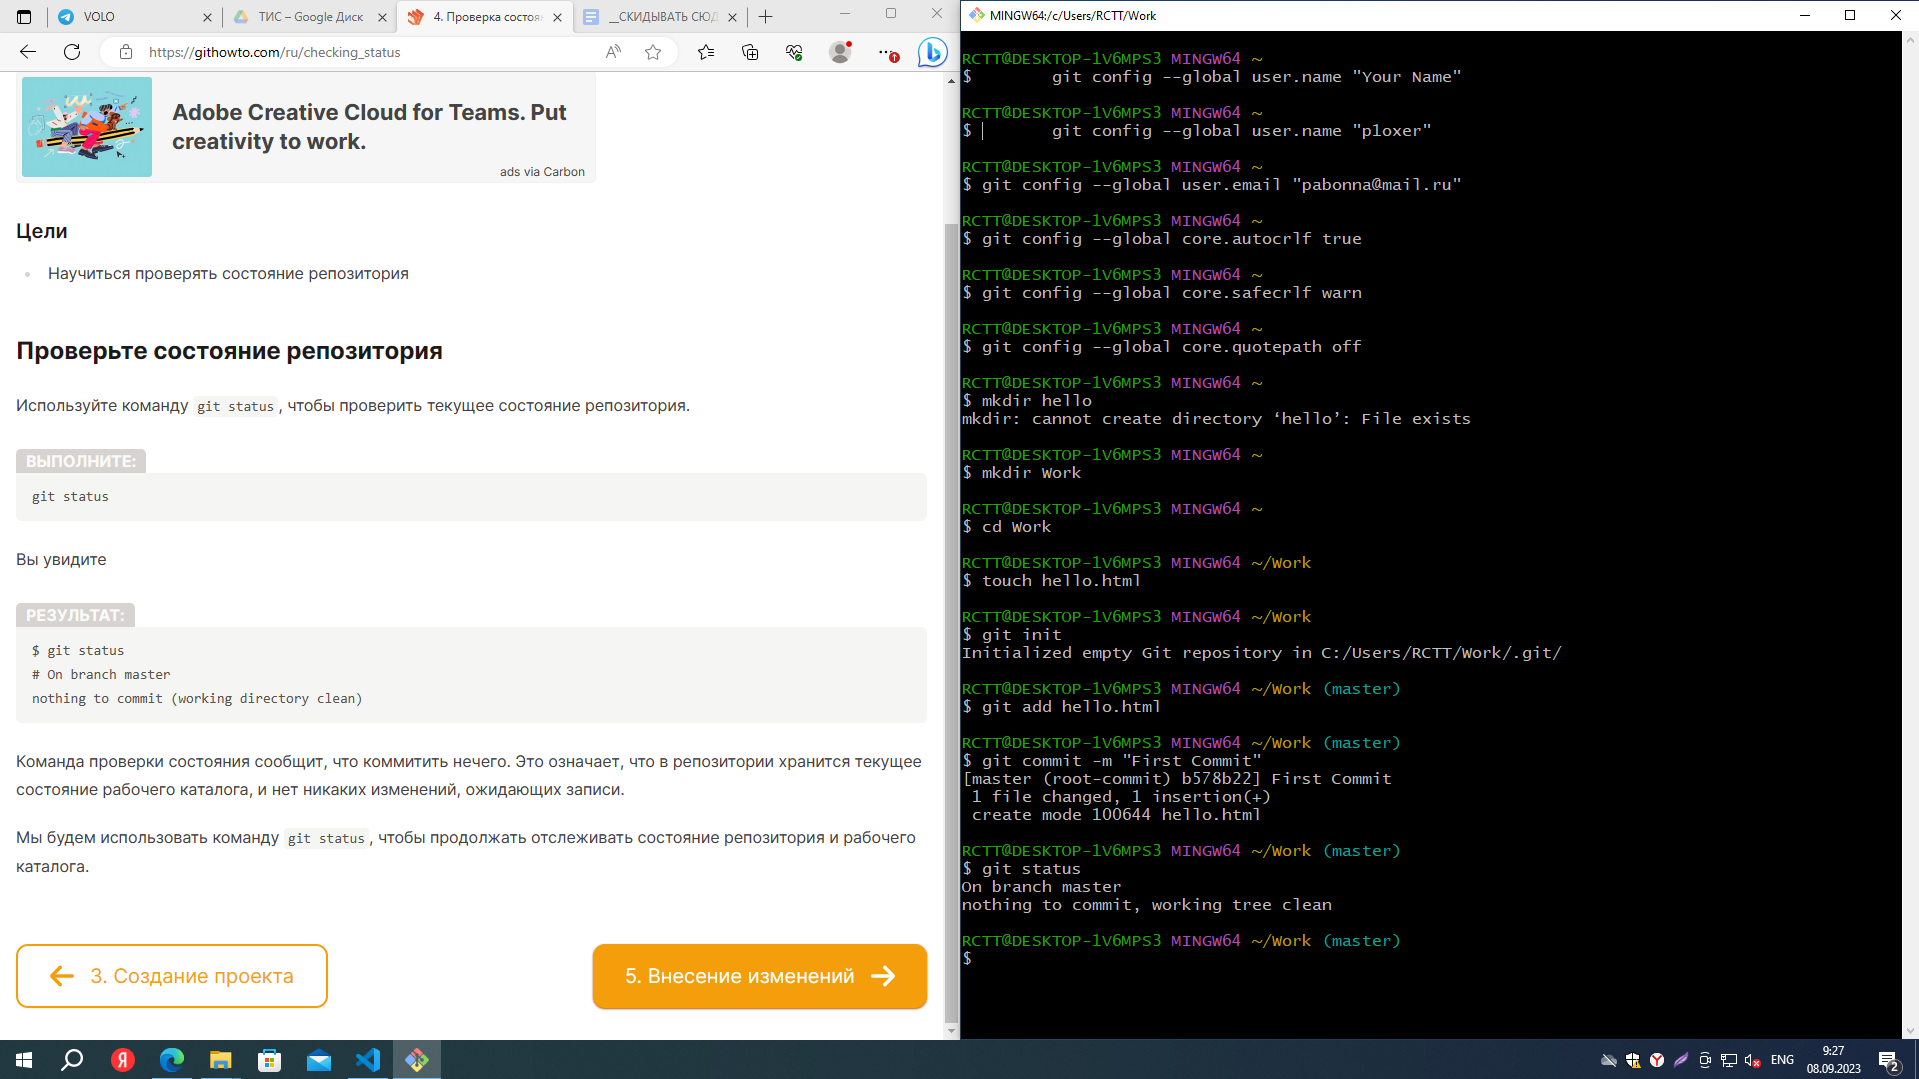 VOLO
ТИС – Google Диск
4. Проверка состоя
__СКИДЫВАТЬ СЮД
https://githowto.com/ru/checking_status
Adobe Creative Cloud for Teams. Put
creativity to work.
ads via Carbon
Цели
Научиться проверять состояние репозитория
Проверьте состояние репозитория
Используйте команду git status, чтобы проверить текущее состояние репозитория.
ВЫПОЛНИТЕ:
git status
Вы увидите
РЕЗУЛЬТАТ:
$ git status
# On branch master
nothing to commit (working directory clean)
Команда проверки состояния сообщит, что коммитить нечего. Это означает, что в репозитории хранится текущее
состояние рабочего каталога, и нет никаких изменений, ожидающих записи.
Мы будем использовать команду git status, чтобы продолжать отслеживать состояние репозитория и рабочего
каталога.
3. Создание проекта
5. Внесение изменений
MINGW64:/c/Users/RCTT/Work
RCTT@DESKTOP-1V6MPS3 MINGW64 ~
$ git config --global user.name "Your Name"
RCTT@DESKTOP-1V6MPS3 MINGW64 ~
$ git config --global user.name "p1oxer"
RCTT@DESKTOP-1V6MPS3 MINGW64 ~
$ git config --global user.email "pabonna@mail.ru"
RCTT@DESKTOP-1V6MPS3 MINGW64 ~
$ git config --global core.autocrlf true
RCTT@DESKTOP-1V6MPS3 MINGW64 ~
$ git config --global core.safecrlf warn
RCTT@DESKTOP-1V6MPS3 MINGW64 ~
$ git config --global core.quotepath off
RCTT@DESKTOP-1V6MPS3 MINGW64 ~
$ mkdir hello
mkdir: cannot create directory ‘hello’: File exists
RCTT@DESKTOP-1V6MPS3 MINGW64 ~
$ mkdir Work
RCTT@DESKTOP-1V6MPS3 MINGW64 ~
$ cd Work
RCTT@DESKTOP-1V6MPS3 MINGW64 ~/Work
$ touch hello.html
RCTT@DESKTOP-1V6MPS3 MINGW64 ~/Work
$ git init
Initialized empty Git repository in C:/Users/RCTT/Work/.git/
RCTT@DESKTOP-1V6MPS3 MINGW64 ~/Work (master)
$ git add hello.html
RCTT@DESKTOP-1V6MPS3 MINGW64 ~/Work (master)
$ git commit -m "First Commit"
[master (root-commit) b578b22] First Commit
1 file changed, 1 insertion(+)
create mode 100644 hello.html
RCTT@DESKTOP-1V6MPS3 MINGW64 ~/Work (master)
$ git status
On branch master
nothing to commit, working tree clean
RCTT@DESKTOP-1V6MPS3 MINGW64 ~/Work (master)
$
Я
ENG
9:27
08.09.2023
2